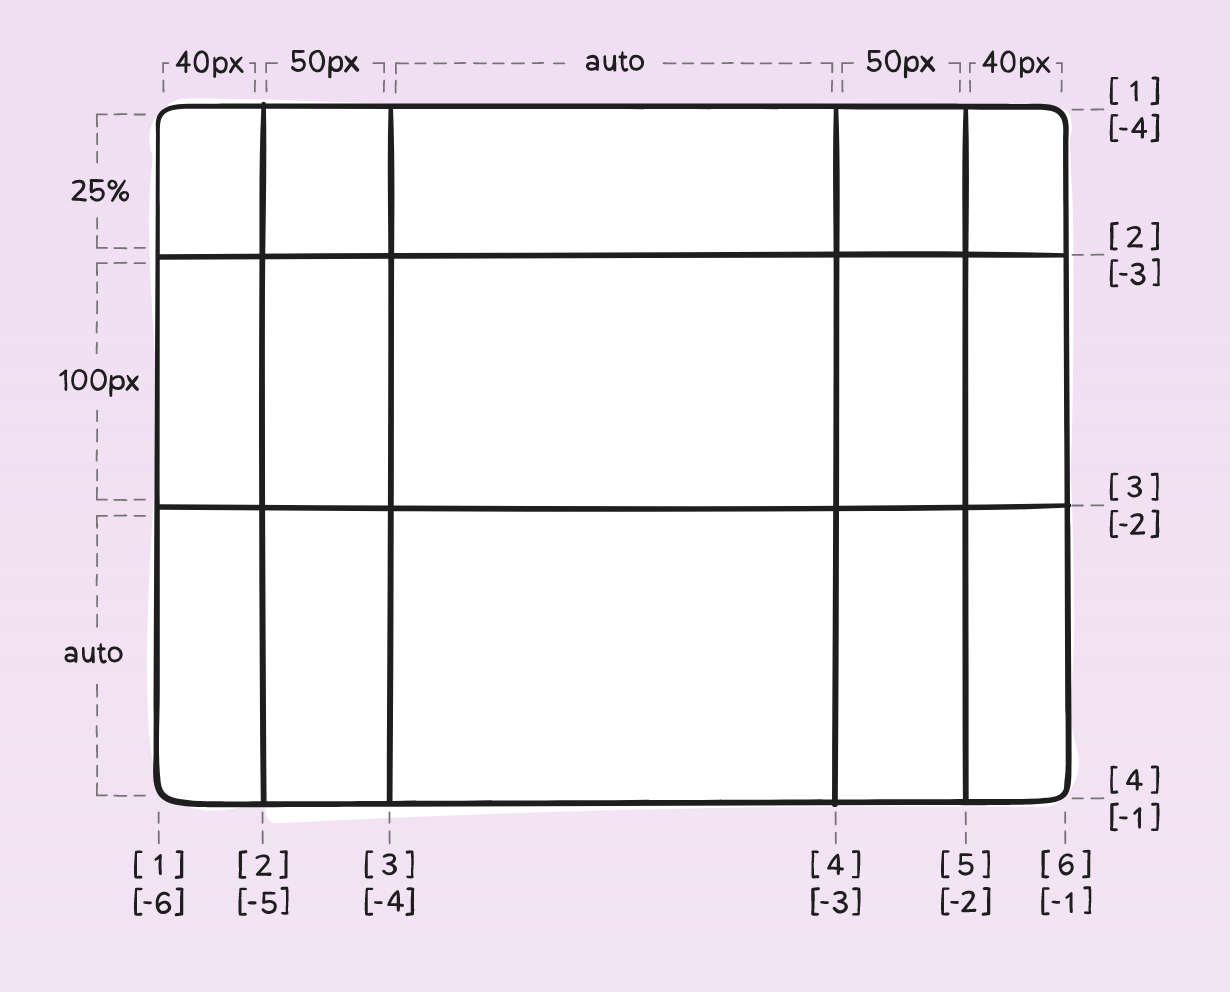 40px 50px auto 50px 40px
[ 1 ]
[-4]
25%
[ 2 ]
[-3]
100px
[ 3 ]
[-2]
auto
[ 4 ]
[-1]
[ 1 ] [ 2 ] [ 3 ] [ 4 ] [ 5 ] [ 6 ]
[-6] [-5] [-4] [-3] [-2] [-1]